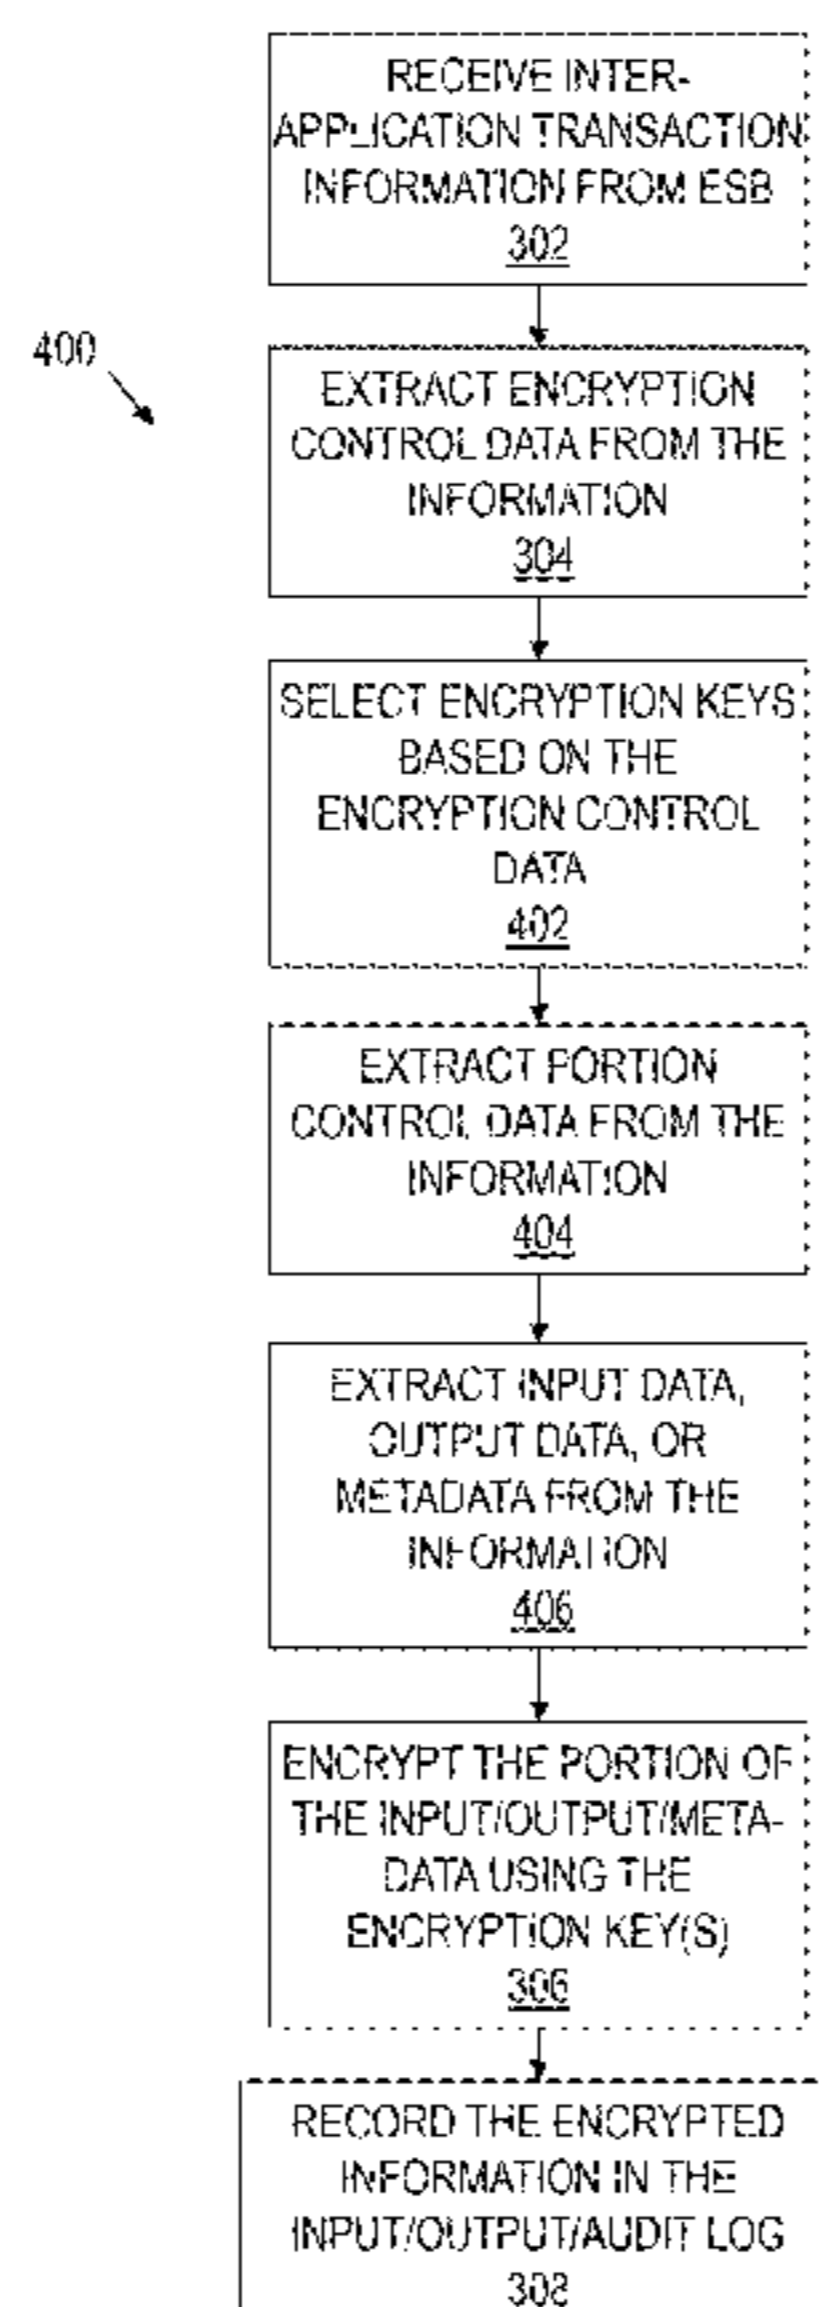 RECEIVE INTER-
APPLICATION TRANSACTION
INFORMATION FROM ESB
302
400
EXTRACT ENCRYPTION
CONTROL DATA FROM THE
INFORMATION
304
SELECT ENCRYPTION KEYS
BASED ON THE
ENCRYPTION CONTROL
DATA
402
EXTRACT PORTION
CONTROL DATA FROM THE
INFORMATION
404
EXTRACT INPUT DATA,
OUTPUT DATA, OR
METADATA FROM THE
INFORMATION
406
ENCRYPT THE PORTION OF
THE INPUT/OUTPUT/META-
DATA USING THE
ENCRYPTION KEY(S)
306
RECORD THE ENCRYPTED
INFORMATION IN THE
INPUT/OUTPUT/AUDIT LOG
308